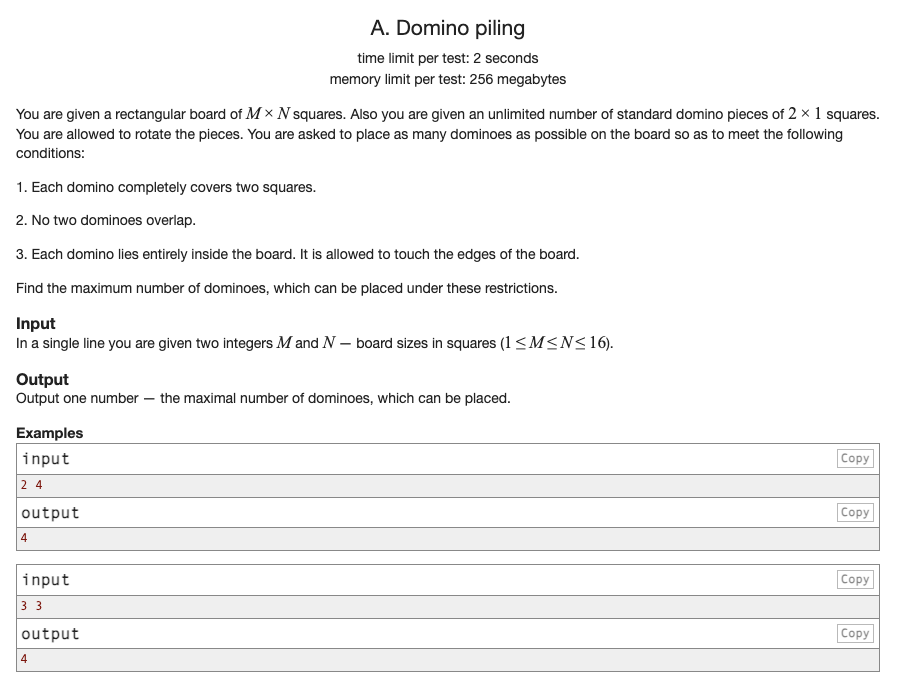 A. Domino piling
time limit per test: 2 seconds
memory limit per test: 256 megabytes
You are given a rectangular board of M × N squares. Also you are given an unlimited number of standard domino pieces of 2 × 1 squares.
You are allowed to rotate the pieces. You are asked to place as many dominoes as possible on the board so as to meet the following
conditions:
1. Each domino completely covers two squares.
2. No two dominoes overlap.
3. Each domino lies entirely inside the board. It is allowed to touch the edges of the board.
Find the maximum number of dominoes, which can be placed under these restrictions.
Input
In a single line you are given two integers M and N — board sizes in squares (1 ≤ M ≤ N ≤ 16).
Output
Output one number — the maximal number of dominoes, which can be placed.
Examples
input Copy
2 4
output Copy
4
input Copy
3 3
output Copy
4